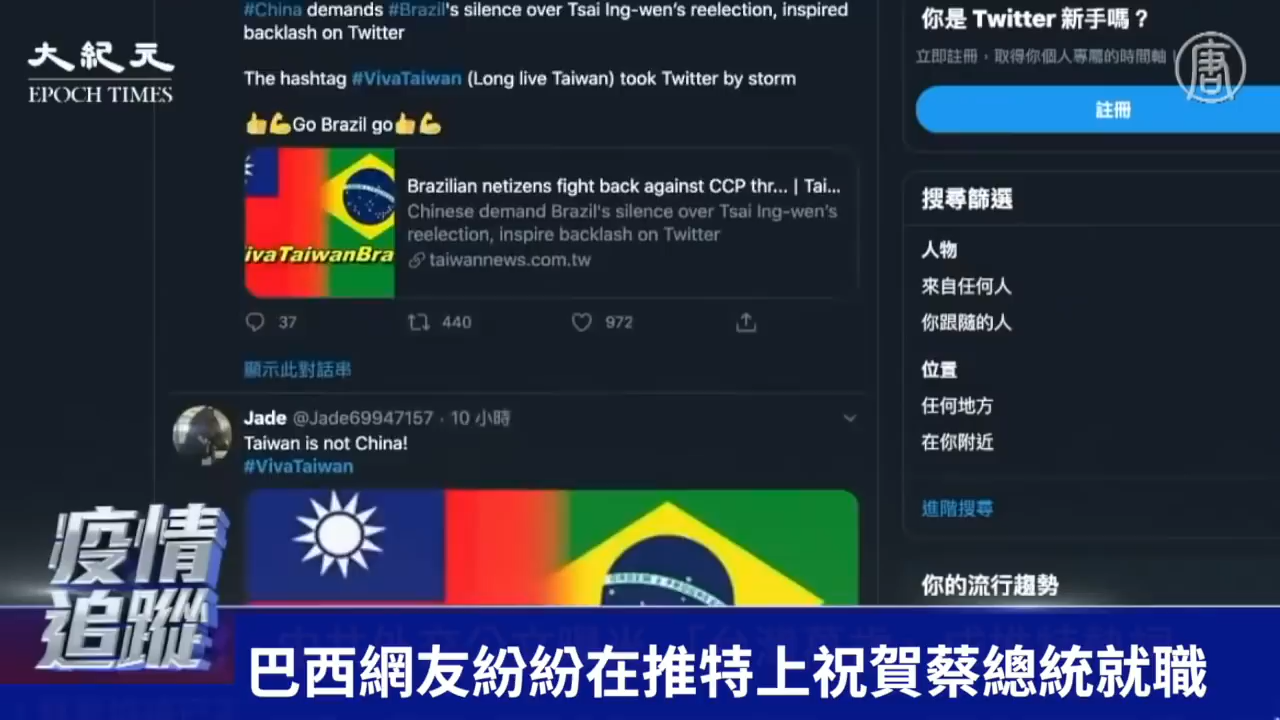 大紀元
EPOCH TIMES
#China demands #Brazil's silence over Tsai Ing-wen's reelection, inspired
backlash on Twitter
The hashtag #VivaTaiwan (Long live Taiwan) took Twitter by storm
👍💪Go Brazil go👍💪
Brazilian netizens fight back against CCP thr... | Tai...
Chinese demand Brazil's silence over Tsai Ing-wen's
reelection, inspire backlash on Twitter
taiwannews.com.tw
ivaTaiwanBra
37 440 972
顯示此對話串
Jade @Jade69947157 · 10 小時
Taiwan is not China!
#VivaTaiwan
你是 Twitter 新手嗎？
立即註冊，取得你個人專屬的時間軸
唐
註冊
搜尋篩選
人物
來自任何人
你跟隨的人
位置
任何地方
在你附近
進階搜尋
你的流行趨勢
疫情
追蹤
巴西網友紛紛在推特上祝賀蔡總統就職